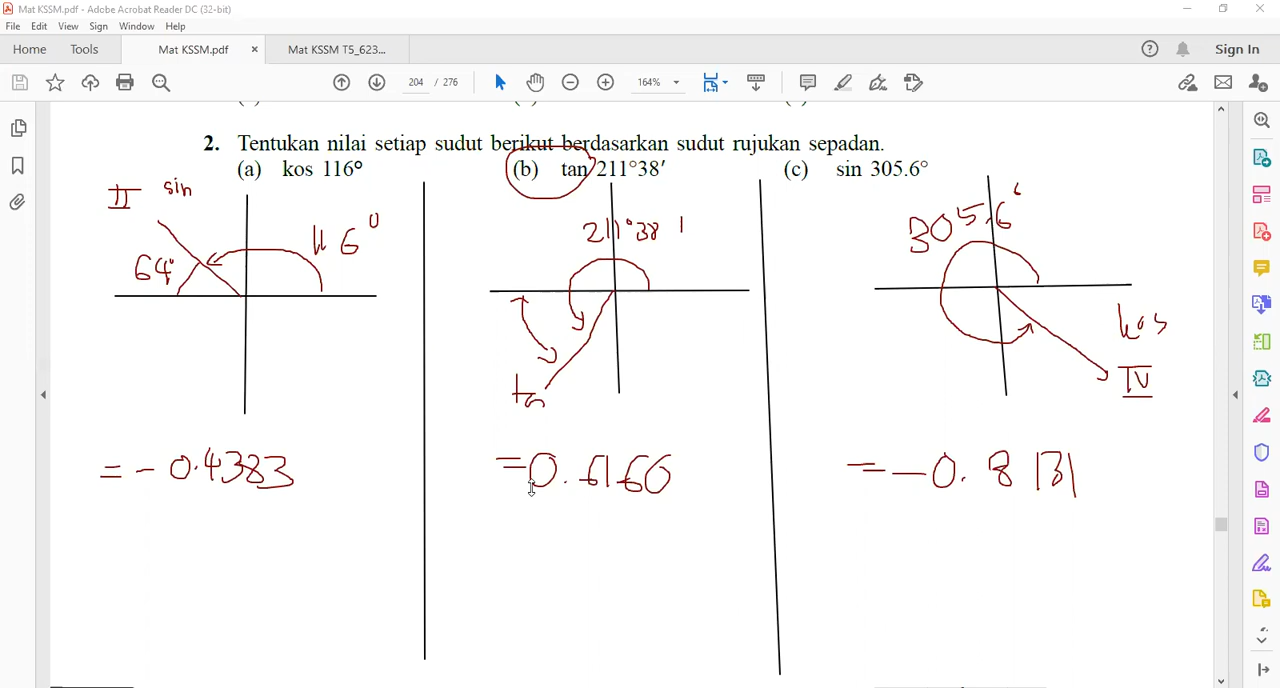 Mat KSSM.pdf - Adobe Acrobat Reader DC (32-bit)
File Edit View Sign Window Help
Home Tools Mat KSSM.pdf × Mat KSSM T5_623... Sign In
204 / 276 164%
2. Tentukan nilai setiap sudut berikut berdasarkan sudut rujukan sepadan.
(a) kos 116° (b) tan 211°38′ (c) sin 305.6°
II sin
116°
64°
211°38'
tan
305.6°
kos
IV
= - 0.4383
= 0.6160
= - 0.8131